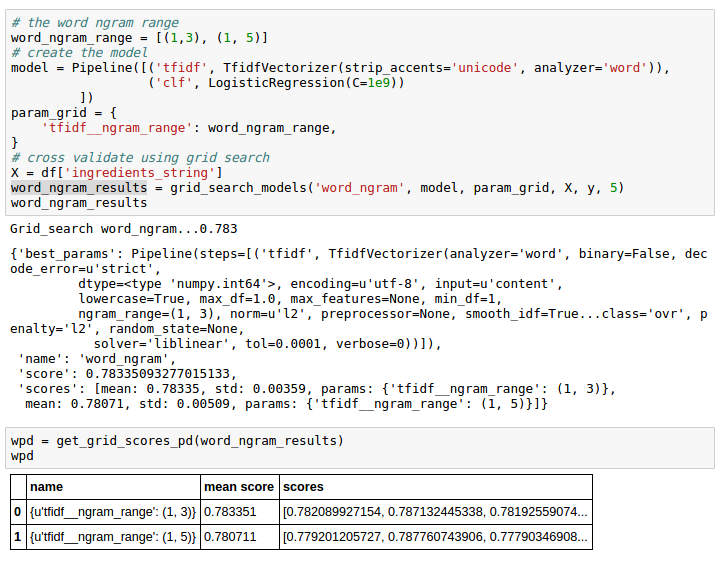 # the word ngram range
word_ngram_range = [(1,3), (1, 5)]
# create the model
model = Pipeline([('tfidf', TfidfVectorizer(strip_accents='unicode', analyzer='word')),
                  ('clf', LogisticRegression(C=1e9))
         ])
param_grid = {
    'tfidf__ngram_range': word_ngram_range,
}
# cross validate using grid search
X = df['ingredients_string']
word_ngram_results = grid_search_models('word_ngram', model, param_grid, X, y, 5)
word_ngram_results
Grid_search word_ngram...0.783
{'best_params': Pipeline(steps=[('tfidf', TfidfVectorizer(analyzer='word', binary=False, dec
ode_error=u'strict',
         dtype=<type 'numpy.int64'>, encoding=u'utf-8', input=u'content',
         lowercase=True, max_df=1.0, max_features=None, min_df=1,
         ngram_range=(1, 3), norm=u'l2', preprocessor=None, smooth_idf=True...class='ovr', p
enalty='l2', random_state=None,
           solver='liblinear', tol=0.0001, verbose=0))]),
 'name': 'word_ngram',
 'score': 0.78335093277015133,
 'scores': [mean: 0.78335, std: 0.00359, params: {'tfidf__ngram_range': (1, 3)},
  mean: 0.78071, std: 0.00509, params: {'tfidf__ngram_range': (1, 5)}]}
wpd = get_grid_scores_pd(word_ngram_results)
wpd
name mean score scores
0 {u'tfidf__ngram_range': (1, 3)} 0.783351 [0.782089927154, 0.787132445338, 0.78192559074...
1 {u'tfidf__ngram_range': (1, 5)} 0.780711 [0.779201205727, 0.787760743906, 0.77790346908...